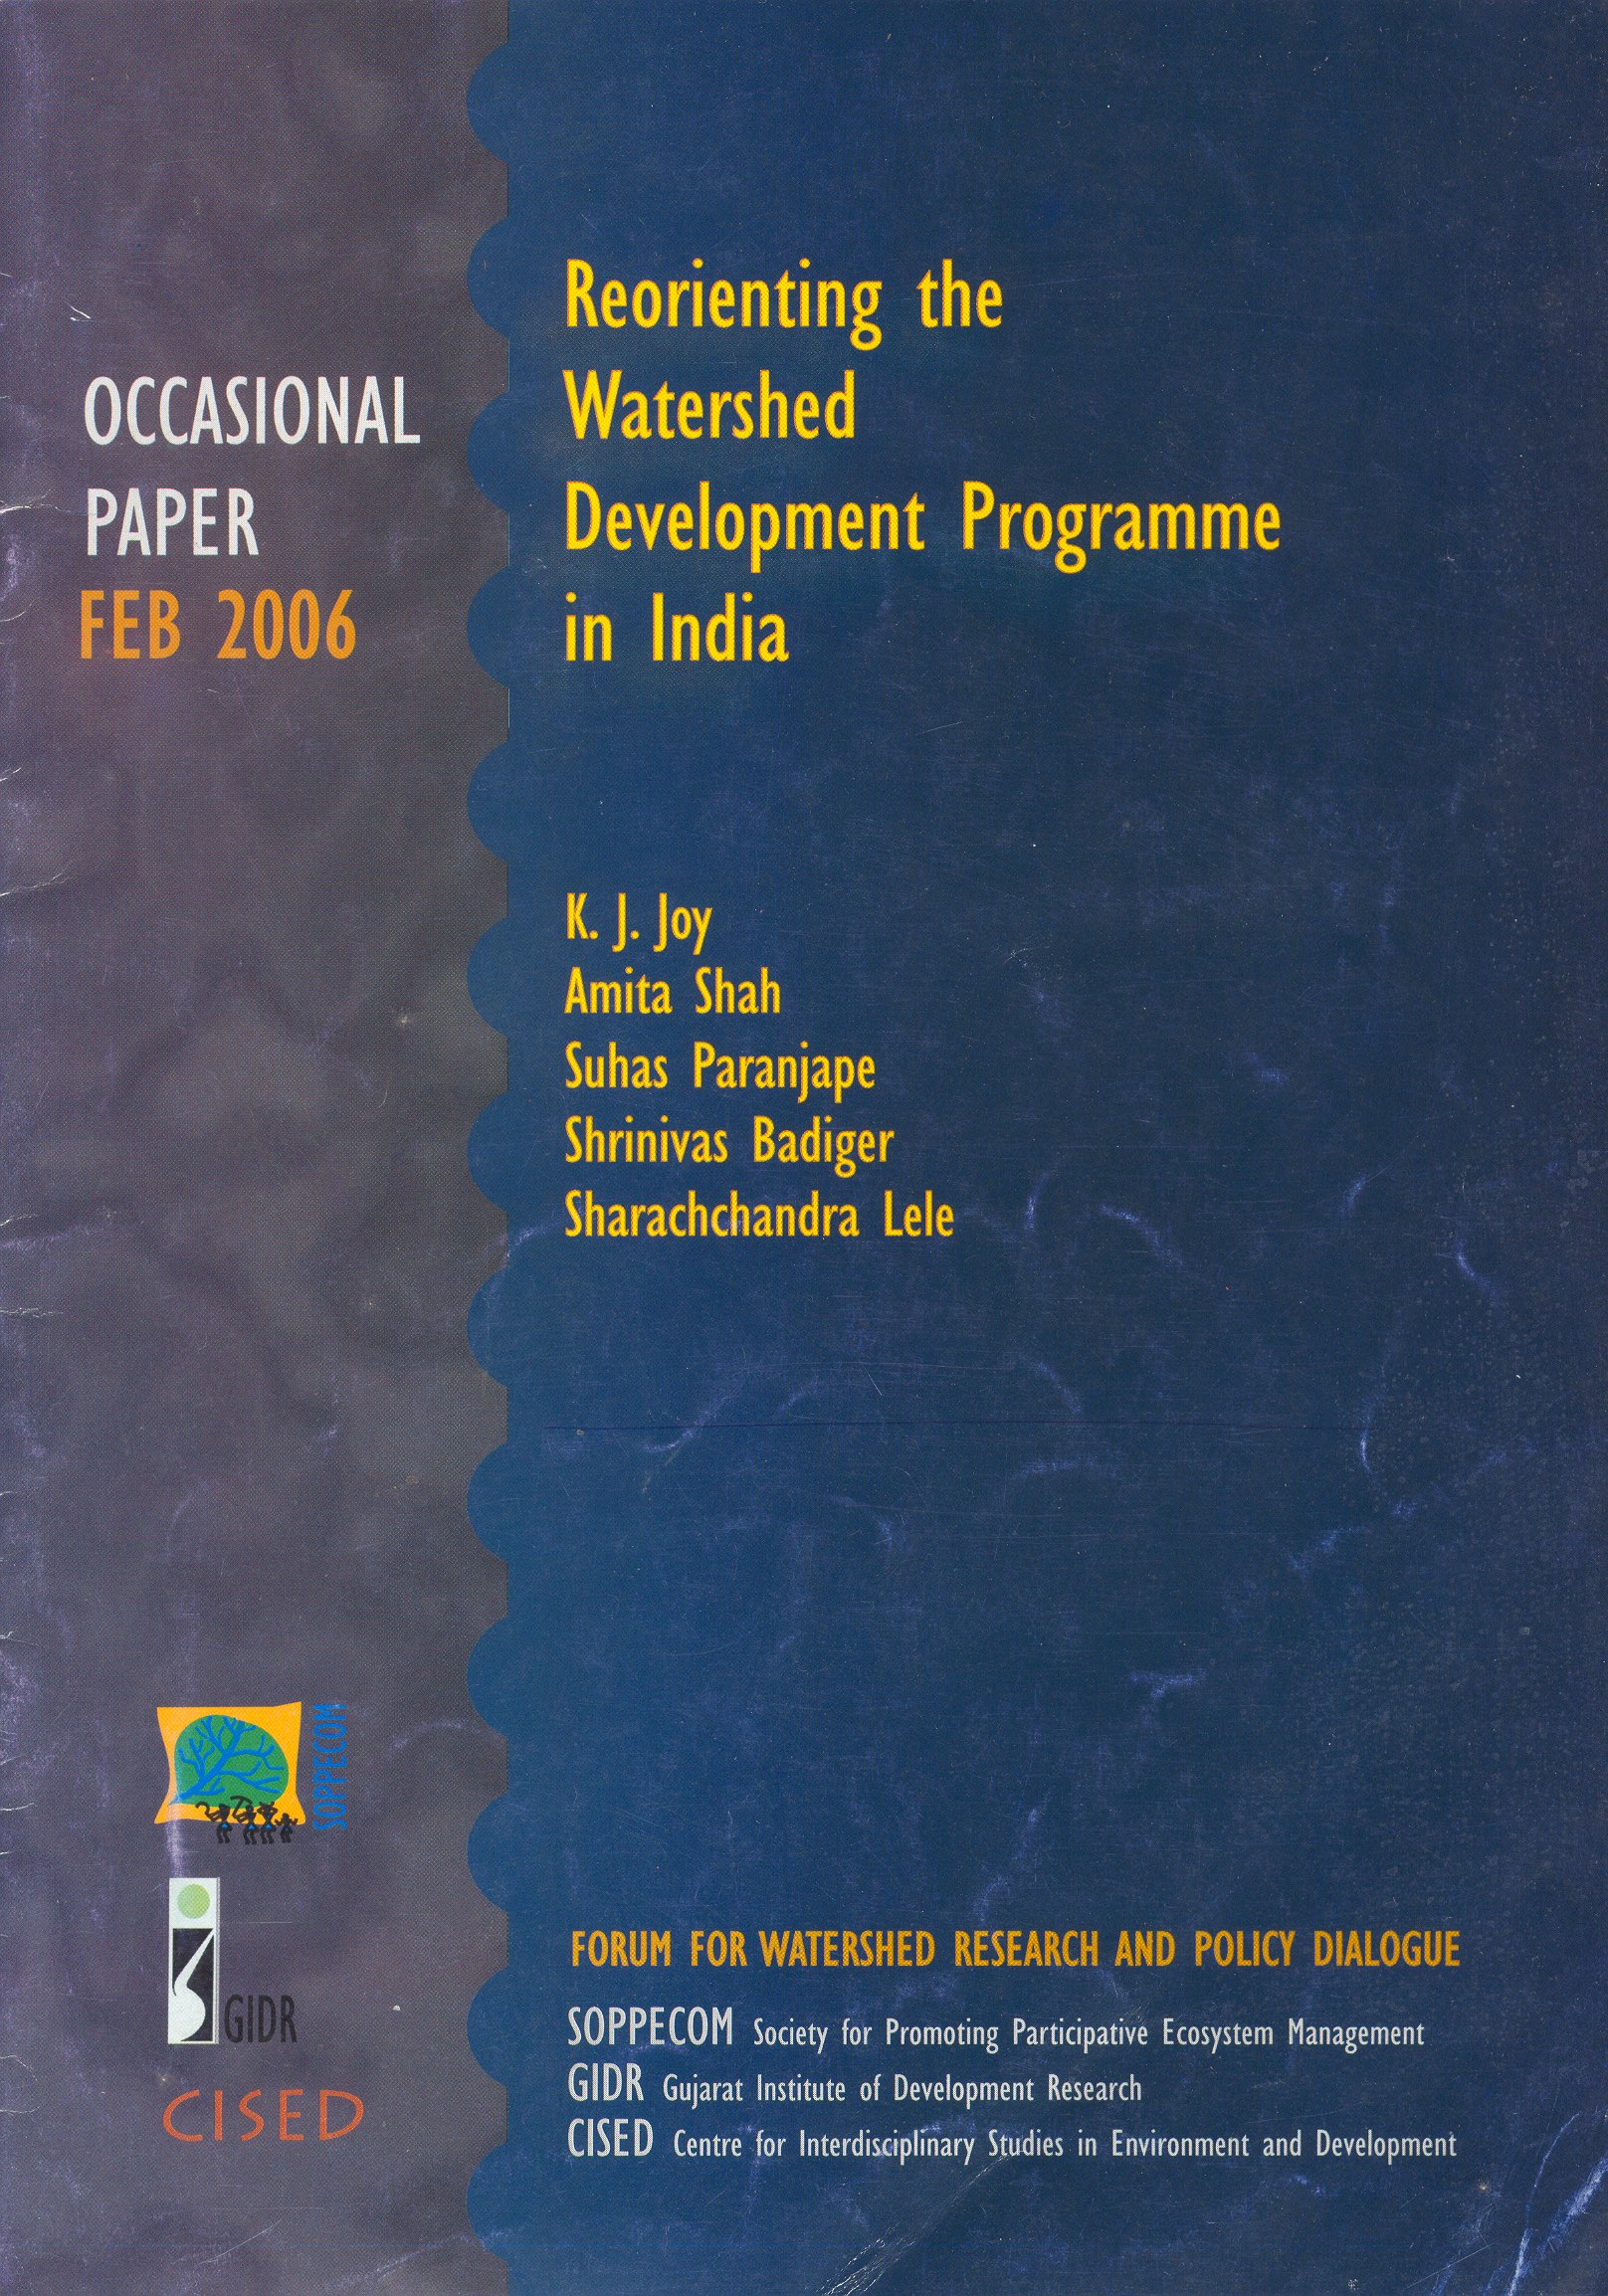 OCCASIONAL
PAPER
FEB 2006
Reorienting the
Watershed
Development Programme
in India
K. J. Joy
Amita Shah
Suhas Paranjape
Shrinivas Badiger
Sharachchandra Lele
SOPPECOM
GIDR
CISED
FORUM FOR WATERSHED RESEARCH AND POLICY DIALOGUE
SOPPECOM Society for Promoting Participative Ecosystem Management
GIDR Gujarat Institute of Development Research
CISED Centre for Interdisciplinary Studies in Environment and Development